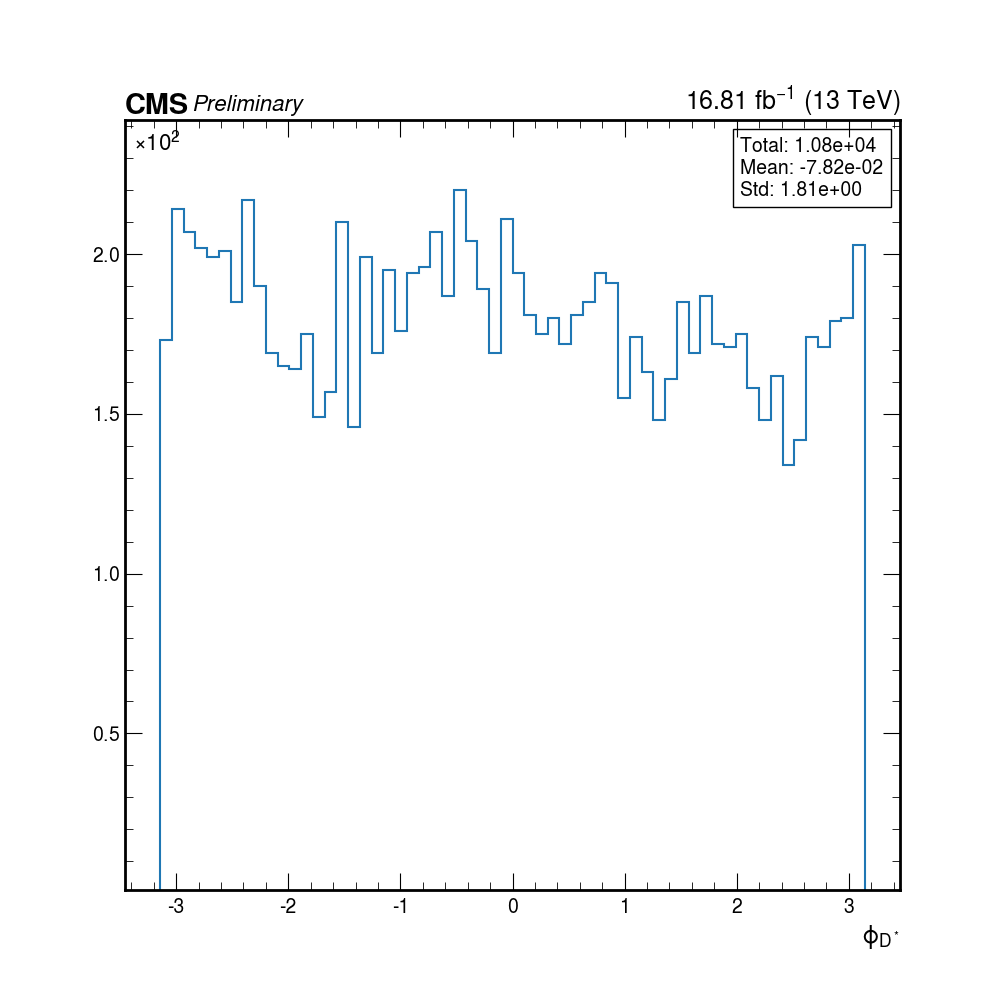 CMS Preliminary 16.81 fb⁻¹ (13 TeV)
×10²
Total: 1.08e+04
Mean: -7.82e-02
Std: 1.81e+00
2.0
1.5
1.0
0.5
-3 -2 -1 0 1 2 3
ϕD*